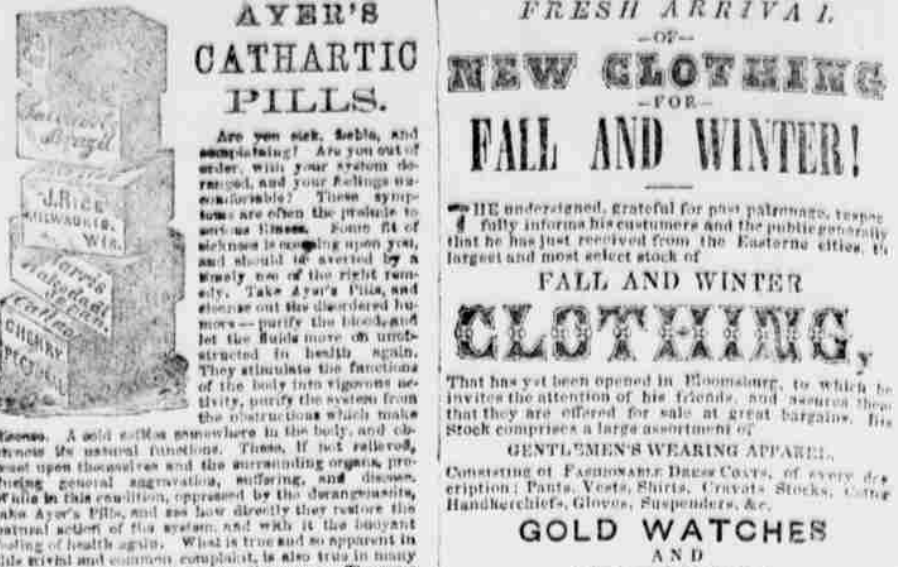 AYER'S
CATHARTIC
PILLS.
Are you sick, feeble, and
complaining? Are you out of
order, with your system de-
ranged, and your feelings un-
comfortable? These symp-
toms are often the prelude to
serious illness. Some fit of
sickness is creeping upon you,
and should be averted by a
timely use of the right rem-
edy. Take Ayer's Pills, and
cleanse out the disordered hu-
mors — purify the blood, and
let the fluids move on unob-
structed in health again.
They stimulate the functions
of the body into vigorous ac-
tivity, purify the system from
the obstructions which make
disease. A cold settles somewhere in the body, and ob-
structs its natural functions. These, if not relieved,
react upon themselves and the surrounding organs, pro-
ducing general aggravation, suffering, and disease.
While in this condition, oppressed by the derangements,
take Ayer's Pills, and see how directly they restore the
natural action of the system, and with it the buoyant
feeling of health again. What is true and so apparent in
this trivial and common complaint, is also true in many
Brazil
J. RICE
MILWAUKIE,
WIS.
CHERRY
PECTORAL
FRESH ARRIVAL
—OF—
NEW CLOTHING
—FOR—
FALL AND WINTER!
THE undersigned, grateful for past patronage, respec
fully informs his custumers and the public generally
that he has just received from the Easterne cities, th
largest and most select stock of
FALL AND WINTER
CLOTHING,
That has yet been opened in Bloomsburg, to which he
invites the attention of his friends, and assures them
that they are offered for sale at great bargains. His
Stock comprises a large assortment of
GENTLEMEN'S WEARING APPAREL,
Consisting of FASHIONABLE DRESS COATS, of every des
cription; Pants, Vests, Shirts, Cravats Stocks,
Handkerchiefs, Gloves, Suspenders, &c.
GOLD WATCHES
AND